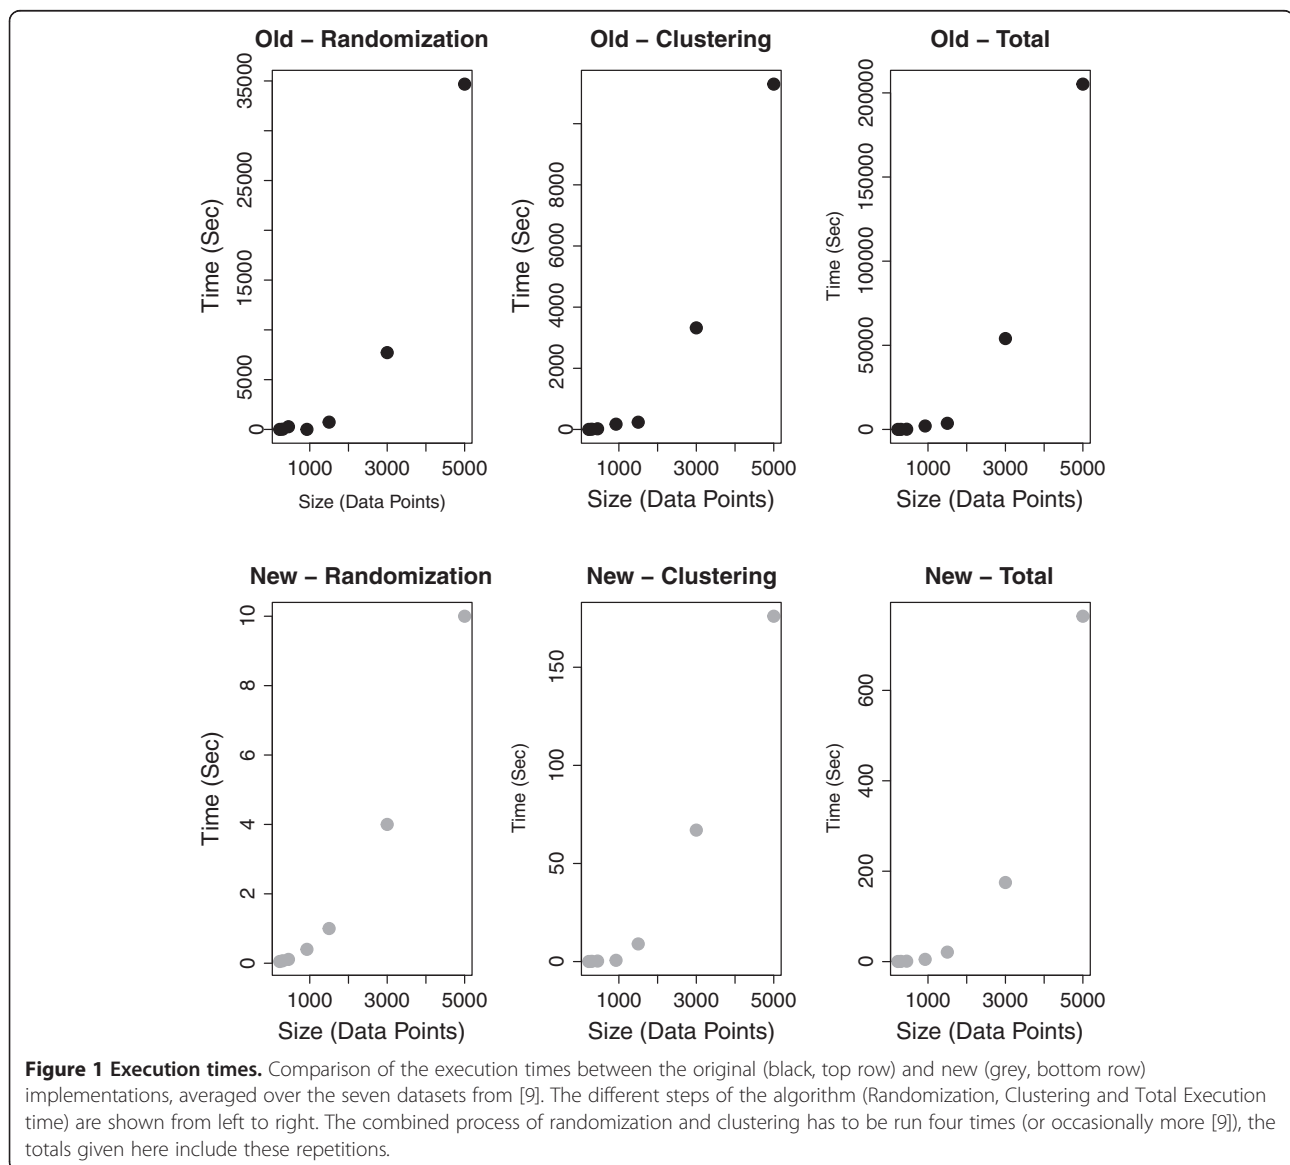 Old – Randomization
Old – Clustering
Old – Total
Time (Sec)
0
5000
15000
25000
35000
1000
3000
5000
Size (Data Points)
Time (Sec)
0
2000
4000
6000
8000
1000
3000
5000
Size (Data Points)
Time (Sec)
0
50000
100000
150000
200000
1000
3000
5000
Size (Data Points)
New – Randomization
New – Clustering
New – Total
Time (Sec)
0
2
4
6
8
10
1000
3000
5000
Size (Data Points)
Time (Sec)
0
50
100
150
1000
3000
5000
Size (Data Points)
Time (Sec)
0
200
400
600
1000
3000
5000
Size (Data Points)
Figure 1 Execution times. Comparison of the execution times between the original (black, top row) and new (grey, bottom row)
implementations, averaged over the seven datasets from [9]. The different steps of the algorithm (Randomization, Clustering and Total Execution
time) are shown from left to right. The combined process of randomization and clustering has to be run four times (or occasionally more [9]), the
totals given here include these repetitions.